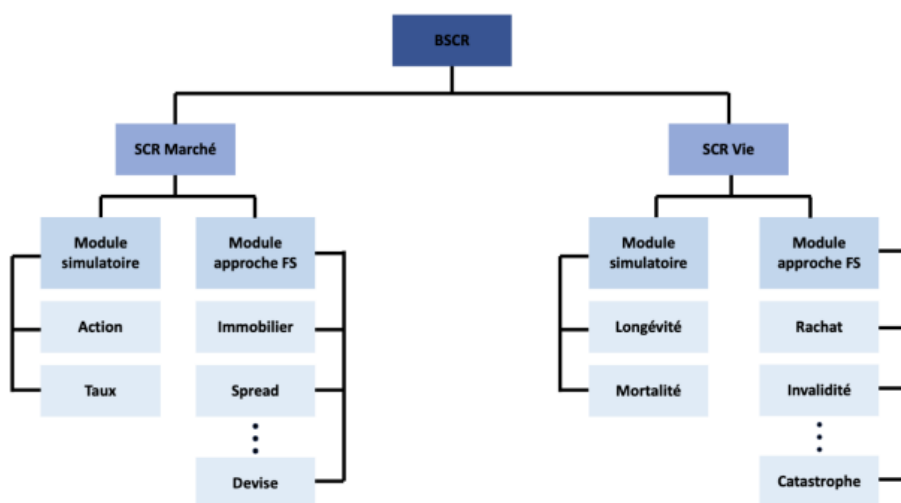 BSCR
SCR Marché
SCR Vie
Module
simulatoire
Module
approche FS
Module
simulatoire
Module
approche FS
Action
Immobilier
Longévité
Rachat
Taux
Spread
Mortalité
Invalidité
Devise
Catastrophe